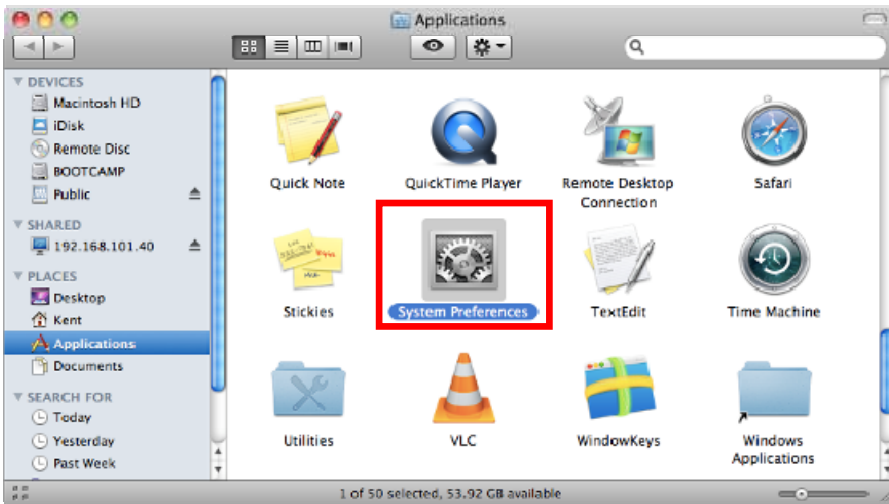 Applications
DEVICES
Macintosh HD
iDisk
Remote Disc
BOOTCAMP
Public
SHARED
192.168.101.40
PLACES
Desktop
Kent
Applications
Documents
SEARCH FOR
Today
Yesterday
Past Week
Quick Note
QuickTime Player
Remote Desktop
Connection
Safari
Stickies
System Preferences
TextEdit
Time Machine
Utilities
VLC
WindowKeys
Windows
Applications
1 of 50 selected, 53.92 GB available